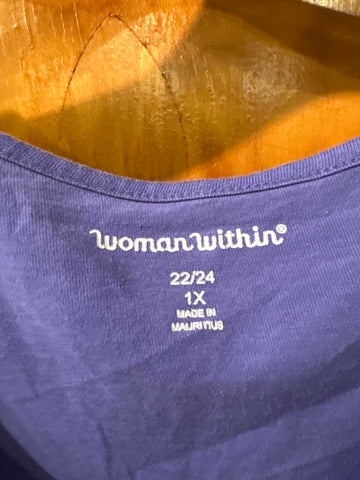 woman within®
22/24
1X
MADE IN
MAURITIUS